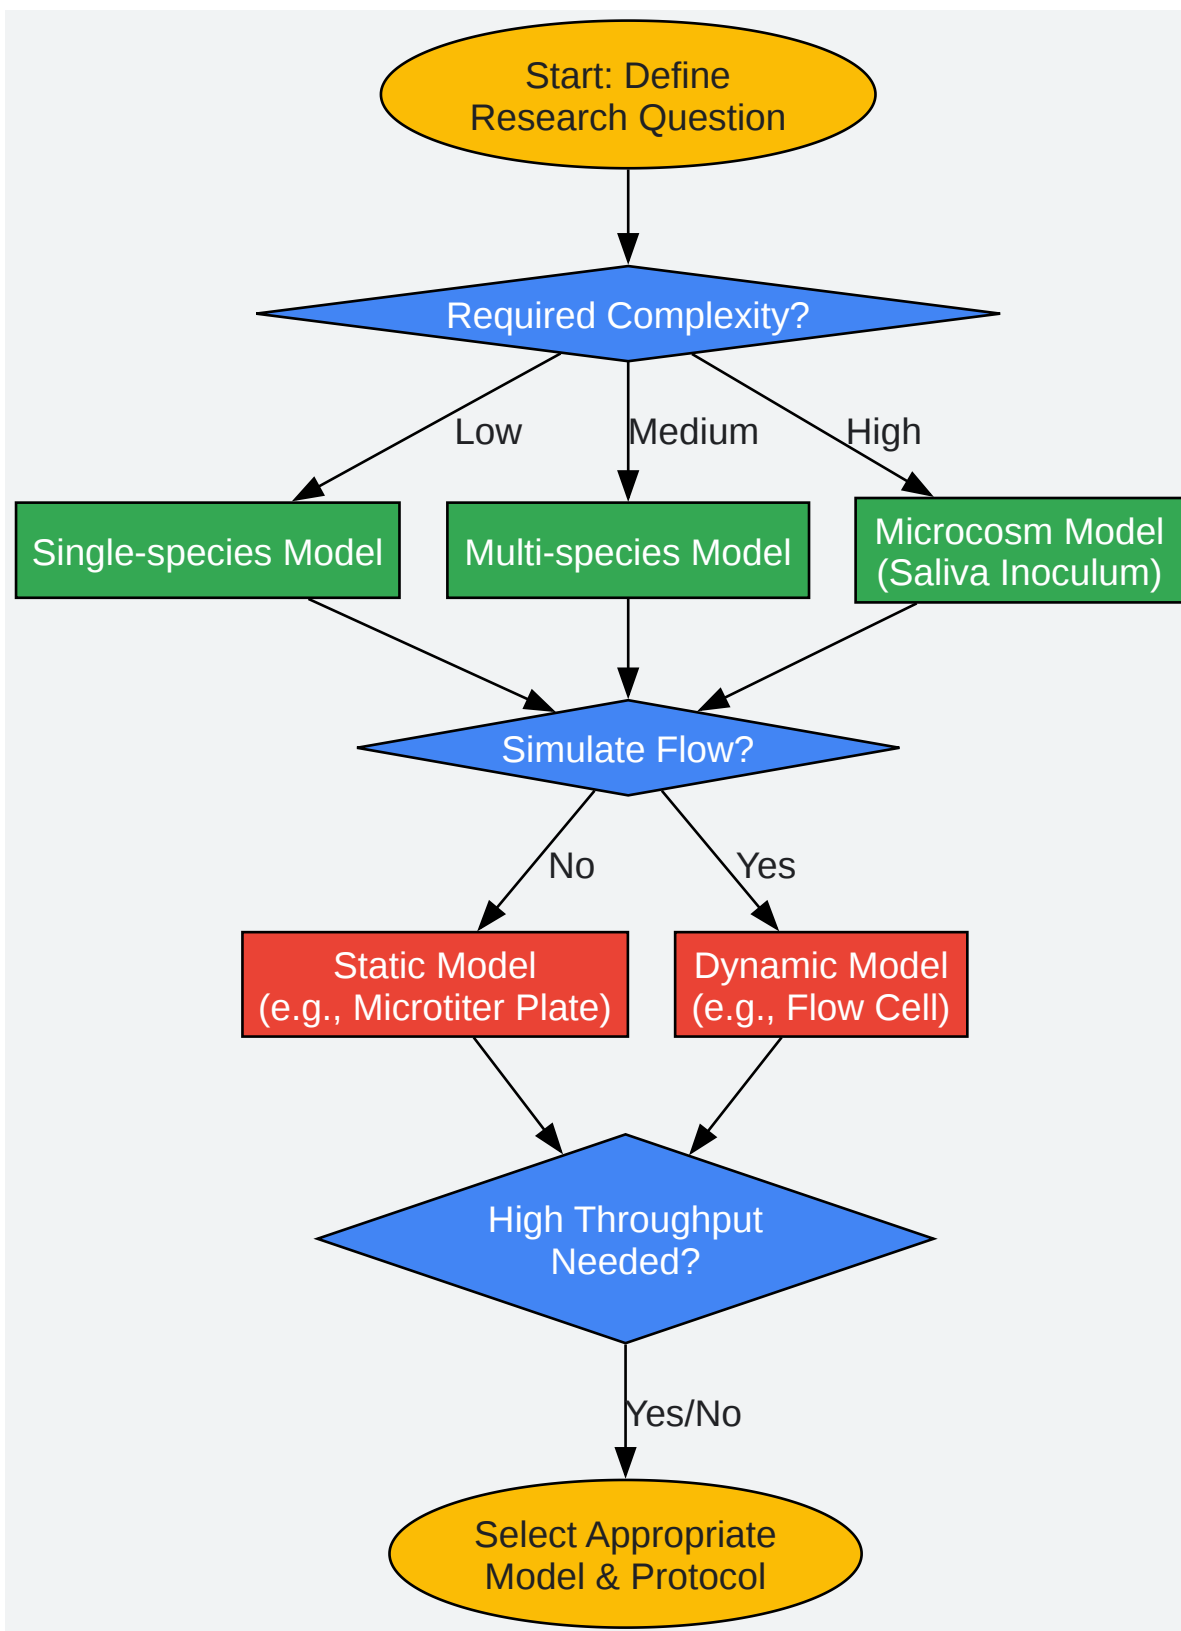 Start: Define
Research Question
Required Complexity?
Low
Medium
High
Single-species Model
Multi-species Model
Microcosm Model
(Saliva Inoculum)
Simulate Flow?
No
Yes
Static Model
(e.g., Microtiter Plate)
Dynamic Model
(e.g., Flow Cell)
High Throughput
Needed?
Yes/No
Select Appropriate
Model & Protocol